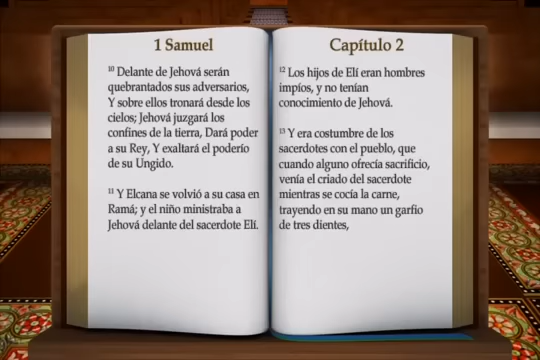 1 Samuel
¹⁰ Delante de Jehová serán
quebrantados sus adversarios,
Y sobre ellos tronará desde los
cielos; Jehová juzgará los
confines de la tierra, Dará poder
a su Rey, Y exaltará el poderío
de su Ungido.
¹¹ Y Elcana se volvió a su casa en
Ramá; y el niño ministraba a
Jehová delante del sacerdote Elí.
Capítulo 2
¹² Los hijos de Elí eran hombres
impíos, y no tenían
conocimiento de Jehová.
¹³ Y era costumbre de los
sacerdotes con el pueblo, que
cuando alguno ofrecía sacrificio,
venía el criado del sacerdote
mientras se cocía la carne,
trayendo en su mano un garfio
de tres dientes,